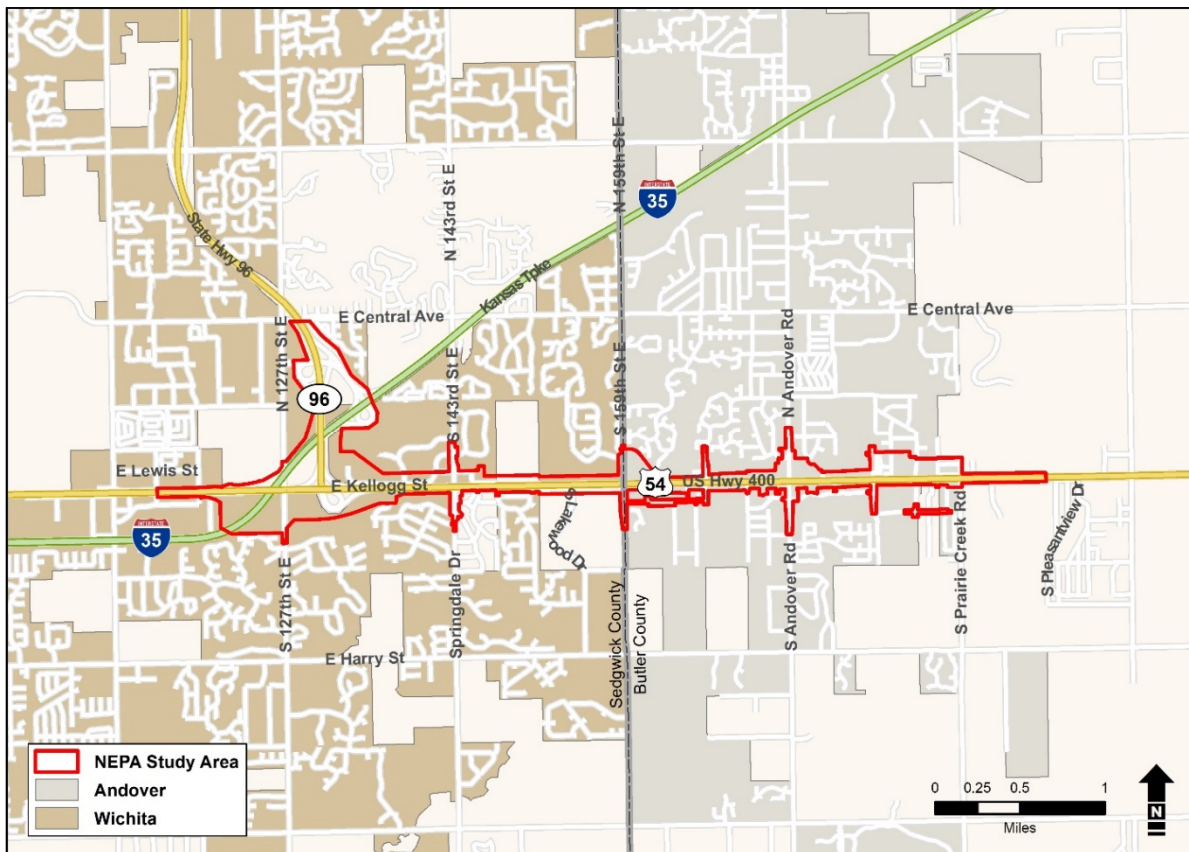 N 159th St E
INTERSTATE
35
N 143rd St E
State Hwy 96
Kansas Tpke
E Central Ave
E Central Ave
N 127th St E
N Andover Rd
S 143rd St E
S 159th St E
96
E Lewis St
E Kellogg St
54
US Hwy 400
INTERSTATE
35
S Lakewood Dr
S Prairie Creek Rd
S Pleasantview Dr
S 127th St E
Springdale Dr
S Andover Rd
Sedgwick County
Butler County
E Harry St
NEPA Study Area
Andover
Wichita
0 0.25 0.5 1
Miles
N